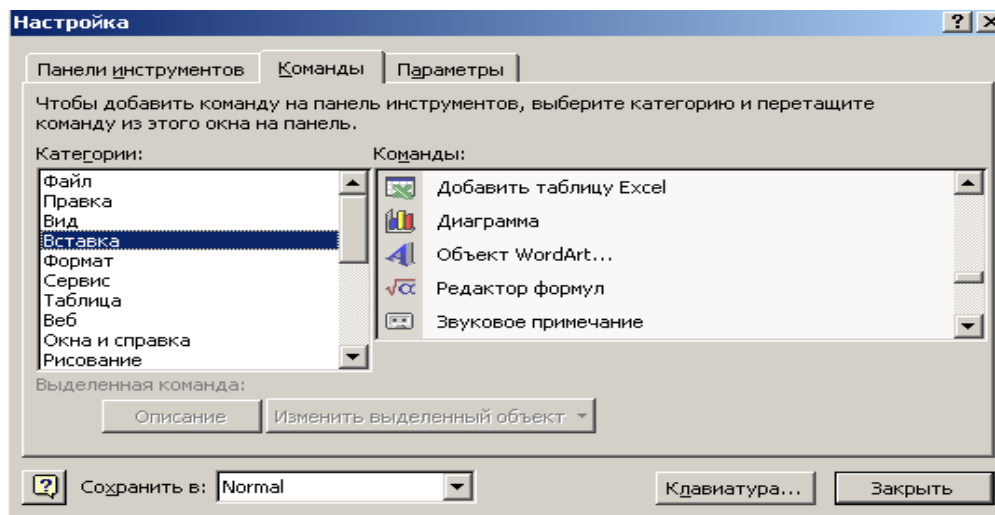 Настройка
Панели инструментов Команды Параметры
Чтобы добавить команду на панель инструментов, выберите категорию и перетащите
команду из этого окна на панель.
Категории: Команды:
Файл
Правка
Вид
Вставка
Формат
Сервис
Таблица
Веб
Окна и справка
Рисование
Добавить таблицу Excel
Диаграмма
Объект WordArt...
Редактор формул
Звуковое примечание
Выделенная команда:
Описание Изменить выделенный объект
Сохранить в: Normal Клавиатура... Закрыть